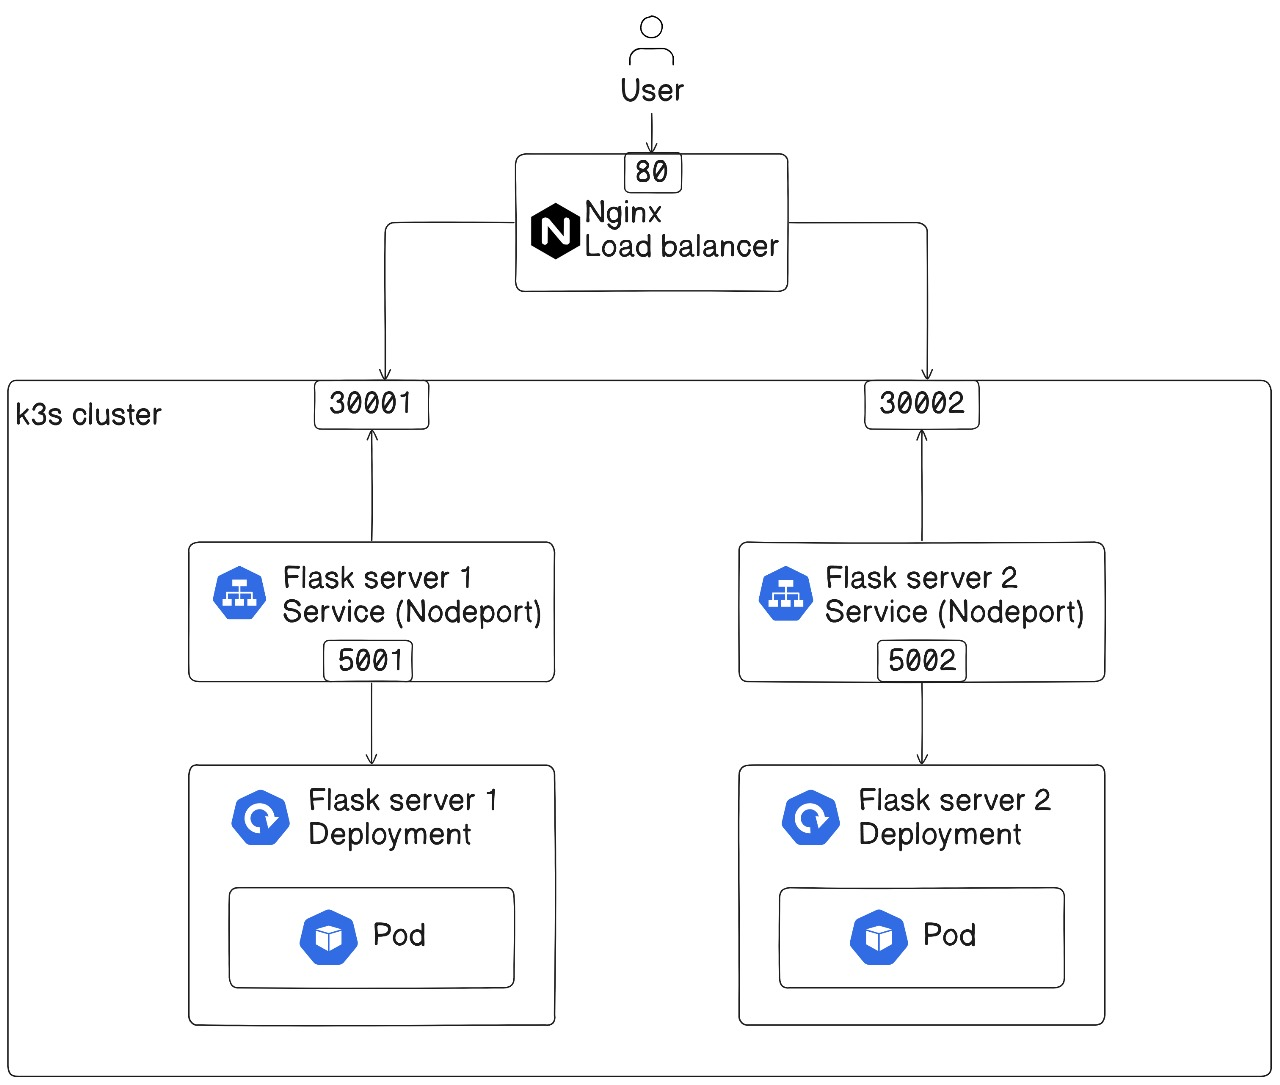 User
80
Nginx
Load balancer
k3s cluster
30001
30002
Flask server 1
Service (Nodeport)
5001
Flask server 2
Service (Nodeport)
5002
Flask server 1
Deployment
Pod
Flask server 2
Deployment
Pod